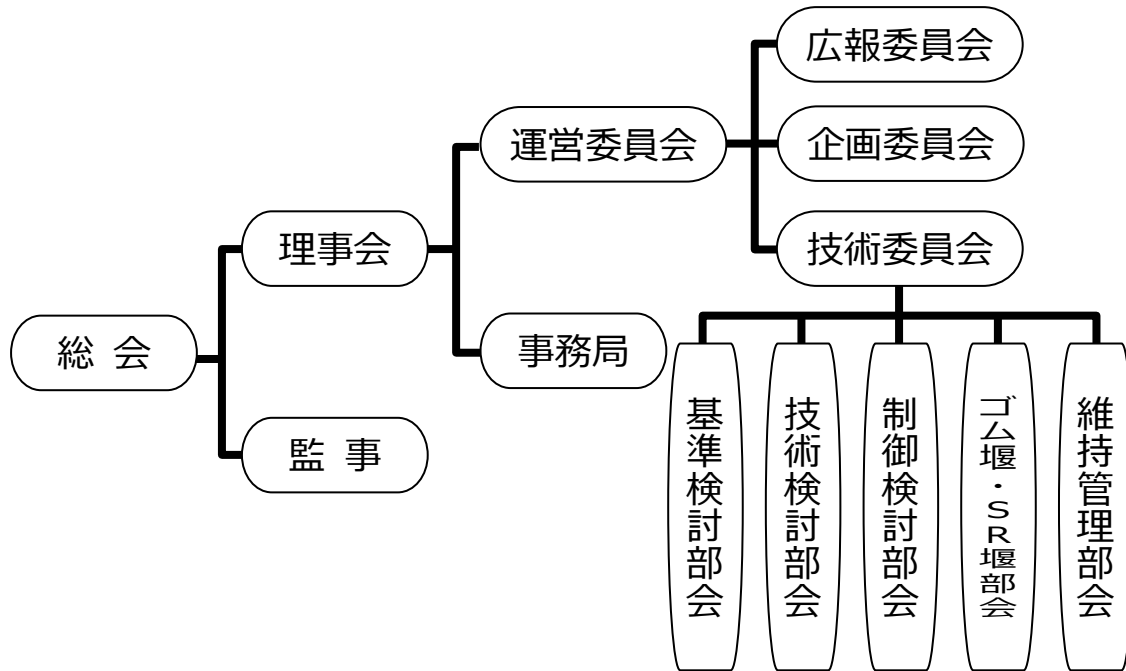 広報委員会
運営委員会
企画委員会
理事会
技術委員会
総 会
事務局
監 事
基準検討部会
技術検討部会
制御検討部会
ゴム堰・SR堰部会
維持管理部会